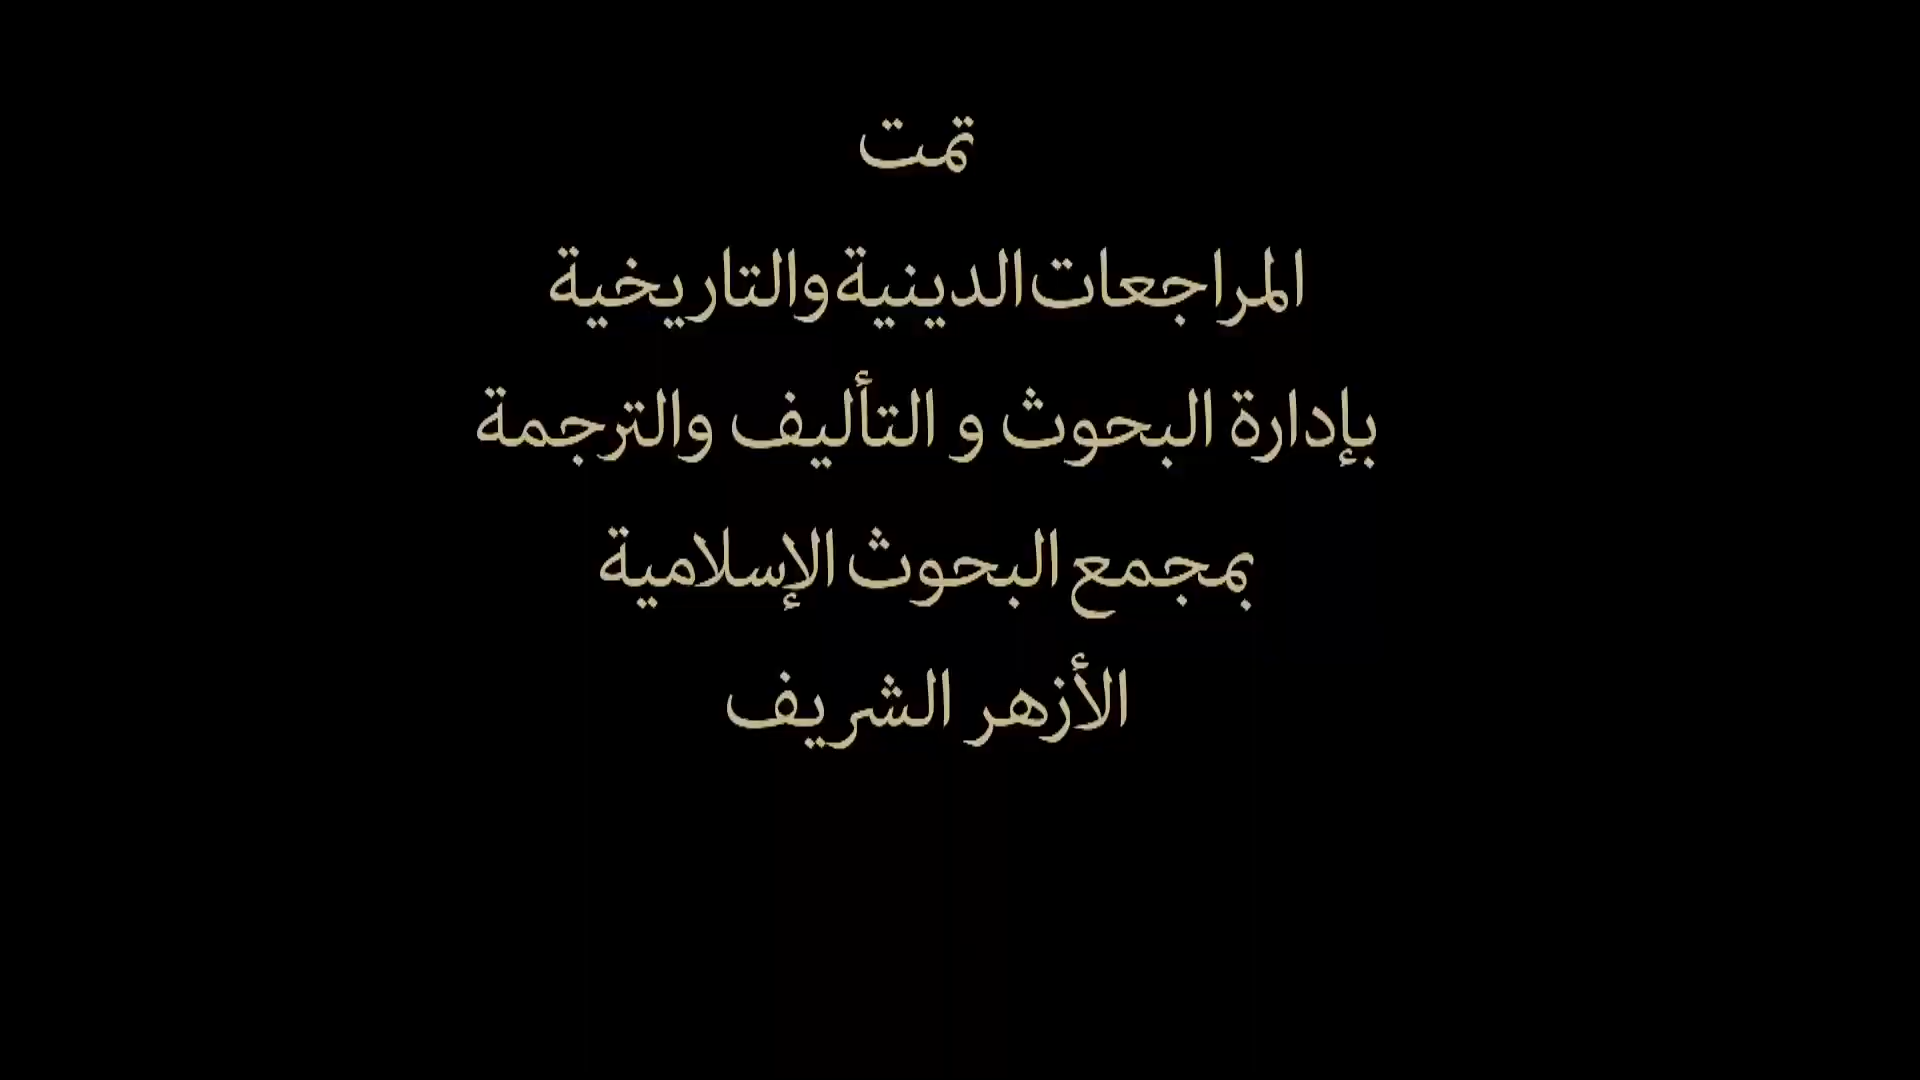 تمت
المراجعات الدينية والتاريخية
بإدارة البحوث و التأليف والترجمة
بمجمع البحوث الإسلامية
الأزهر الشريف